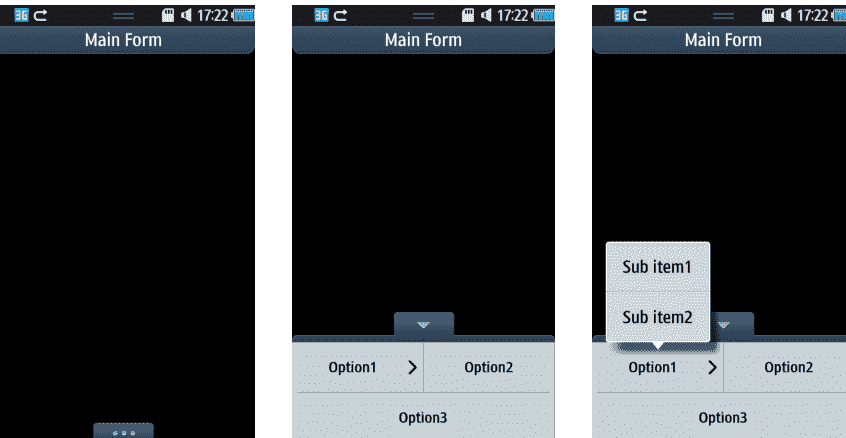 3G 17:22
Main Form
3G 17:22
Main Form
Option1 Option2
Option3
3G 17:22
Main Form
Sub item1
Sub item2
Option1 Option2
Option3